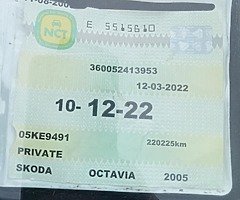 NCT
E 5515610
360052413953
12-03-2022
10-12-22
05KE9491
220225km
PRIVATE
SKODA OCTAVIA 2005